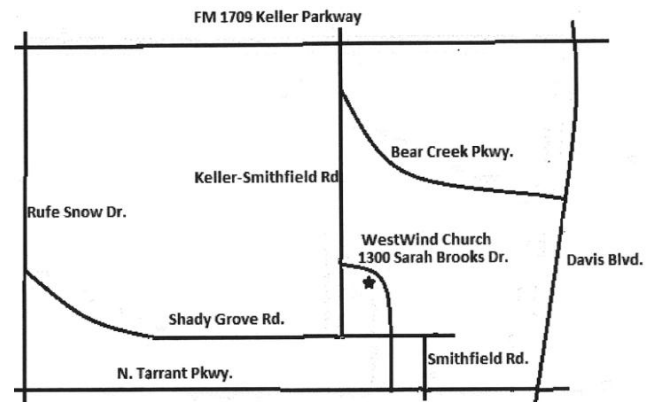 FM 1709 Keller Parkway
Bear Creek Pkwy.
Keller-Smithfield Rd
Rufe Snow Dr.
WestWind Church
1300 Sarah Brooks Dr.
Davis Blvd.
Shady Grove Rd.
Smithfield Rd.
N. Tarrant Pkwy.